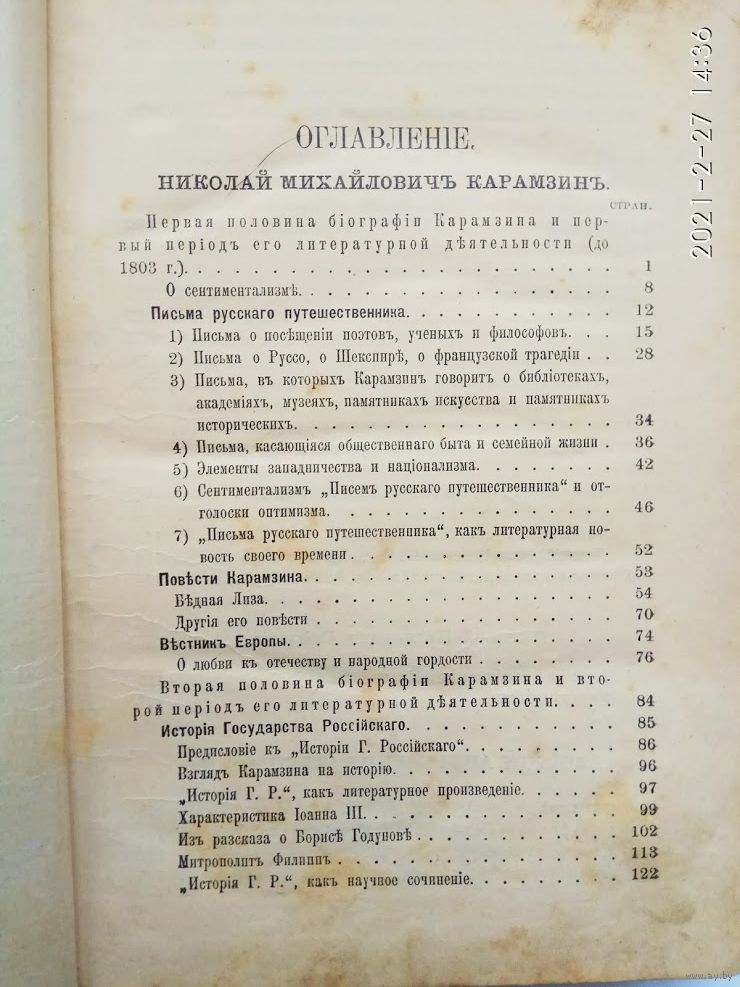 2021-2-27 14:36
ОГЛАВЛЕНІЕ.
НИКОЛАЙ МИХАЙЛОВИЧЪ КАРАМЗИНЪ.
СТРАН.
Первая половина біографіи Карамзина и пер-
вый періодъ его литературной дѣятельности (до
1803 г.). . . . . . . . . . . . . . . . . . . . 1
О сентиментализмѣ. . . . . . . . . . . . . . . . 8
Письма русскаго путешественника. . . . . . . . . . 12
1) Письма о посѣщеніи поэтовъ, ученыхъ и философовъ. . . 15
2) Письма о Руссо, о Шекспирѣ, о французской трагедіи . . 28
3) Письма, въ которыхъ Карамзинъ говоритъ о библіотекахъ,
академіяхъ, музеяхъ, памятникахъ искусства и памятникахъ
историческихъ. . . . . . . . . . . . . . . . 34
4) Письма, касающіяся общественнаго быта и семейной жизни . 36
5) Элементы западничества и націонализма. . . . . . . 42
6) Сентиментализмъ „Писемъ русскаго путешественника“ и от-
голоски оптимизма. . . . . . . . . . . . . . 46
7) „Письма русскаго путешественника“, какъ литературная но-
вость своего времени . . . . . . . . . . . . . 52
Повѣсти Карамзина. . . . . . . . . . . . . . . . 53
Бѣдная Лиза. . . . . . . . . . . . . . . . . . 54
Другія его повѣсти . . . . . . . . . . . . . . . 70
Вѣстникъ Европы. . . . . . . . . . . . . . . . . 74
О любви къ отечеству и народной гордости . . . . . . . 76
Вторая половина біографіи Карамзина и вто-
рой періодъ его литературной дѣятельности. . . . 84
Исторія Государства Россійскаго. . . . . . . . . . . 85
Предисловіе къ „Исторіи Г. Россійскаго“. . . . . . . . 86
Взглядъ Карамзина на исторію. . . . . . . . . . . 96
„Исторія Г. Р.“, какъ литературное произведеніе. . . . . 97
Характеристика Іоанна III. . . . . . . . . . . . . 99
Изъ разсказа о Борисѣ Годуновѣ . . . . . . . . . . 102
Митрополитъ Филиппъ . . . . . . . . . . . . . . 113
„Исторія Г. Р.“, какъ научное сочиненіе. . . . . . . . 122
www.ay.by